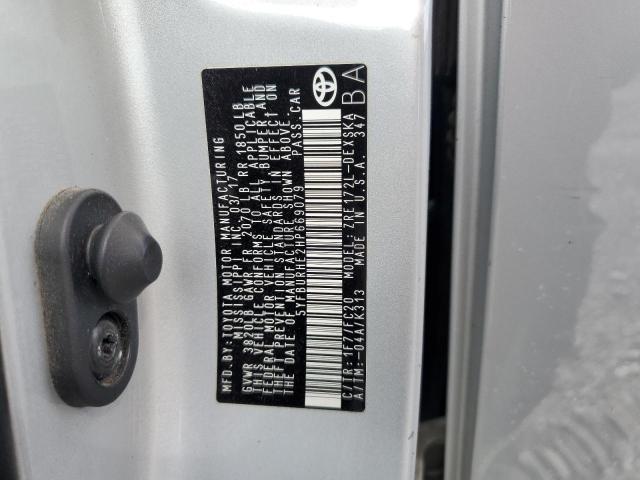 MFD.BY:TOYOTA MOTOR MANUFACTURING
MISSISSIPPI INC. 03/17
GVWR 3820LB GAWR FR 2070 LB RR 1850LB
THIS VEHICLE CONFORMS TO ALL APPLICABLE
FEDERAL MOTOR VEHICLE SAFETY, BUMPER AND
THEFT PREVENTION STANDARDS IN EFFECT ON
THE DATE OF MANUFACTURE SHOWN ABOVE.
5YFBURHE2HP669079 PASS.CAR
C/TR:1F7/FC20 MODEL:ZRE172L-DEXSKA
A/TM:-04A/K313 MADE IN U.S.A. 347
BA